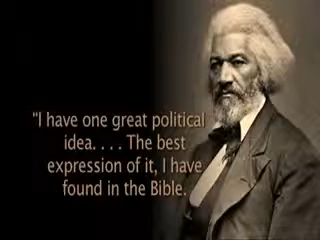 "I have one great political
idea. . . . The best
expression of it, I have
found in the Bible.